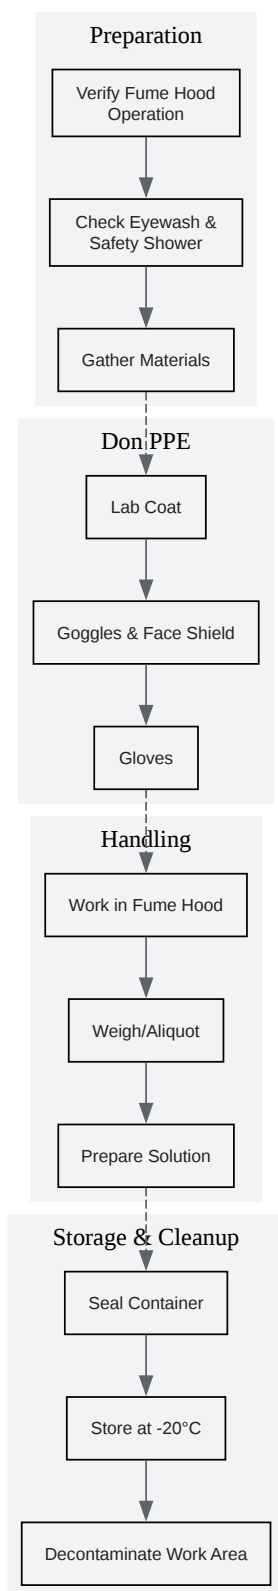 Preparation
Verify Fume Hood
Operation
Check Eyewash &
Safety Shower
Gather Materials
Don PPE
Lab Coat
Goggles & Face Shield
Gloves
Handling
Work in Fume Hood
Weigh/Aliquot
Prepare Solution
Storage & Cleanup
Seal Container
Store at -20°C
Decontaminate Work Area